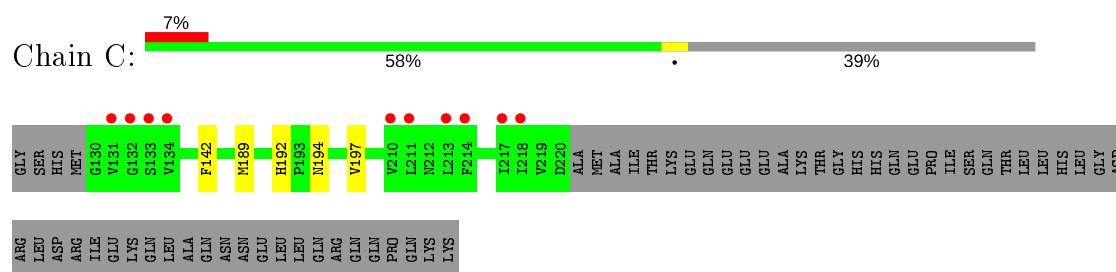 7%
Chain C:
58% • 39%
GLY SER HIS MET G130 V131 G132 S133 V134 F142 M189 H192 P193 N194 V197 V210 L211 N212 L213 F214 I217 I218 V219 D220 ALA MET ALA ILE THR LYS GLU GLN GLU GLU GLU ALA LYS THR GLY HIS HIS GLN GLU PRO ILE SER GLN THR LEU LEU HIS LEU GLY ASP
ARG LEU ASP ARG ILE GLU LYS GLN LEU ALA GLN ASN ASN GLU LEU LEU GLN ARG GLN GLN PRO GLN LYS LYS